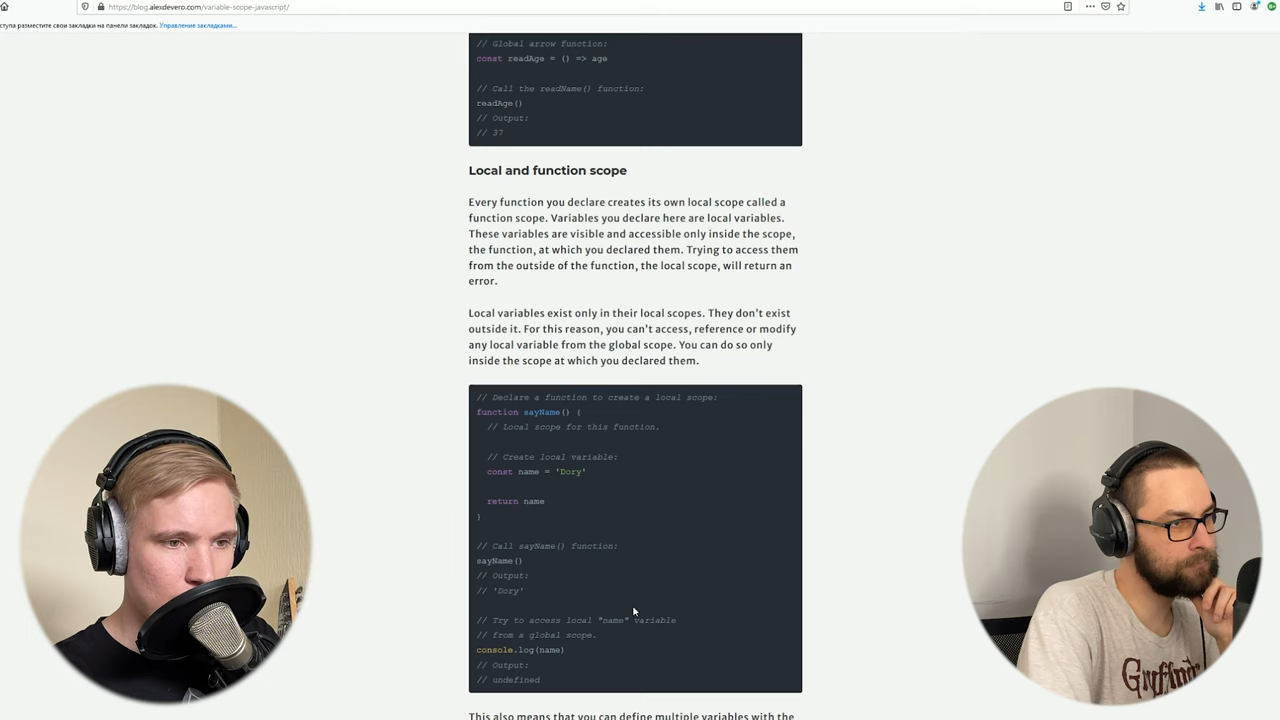 https://blog.alexdevero.com/variable-scope-javascript/
ступа разместите свои закладки на панели закладок. Управление закладками...
// Global arrow function:
const readAge = () => age
// Call the readName() function:
readAge()
// Output:
// 37
Local and function scope
Every function you declare creates its own local scope called a
function scope. Variables you declare here are local variables.
These variables are visible and accessible only inside the scope,
the function, at which you declared them. Trying to access them
from the outside of the function, the local scope, will return an
error.
Local variables exist only in their local scopes. They don't exist
outside it. For this reason, you can't access, reference or modify
any local variable from the global scope. You can do so only
inside the scope at which you declared them.
// Declare a function to create a local scope:
function sayName() {
// Local scope for this function.
// Create local variable:
const name = 'Dory'
return name
}
// Call sayName() function:
sayName()
// Output:
// 'Dory'
// Try to access local "name" variable
// from a global scope.
console.log(name)
// Output:
// undefined
This also means that you can define multiple variables with the